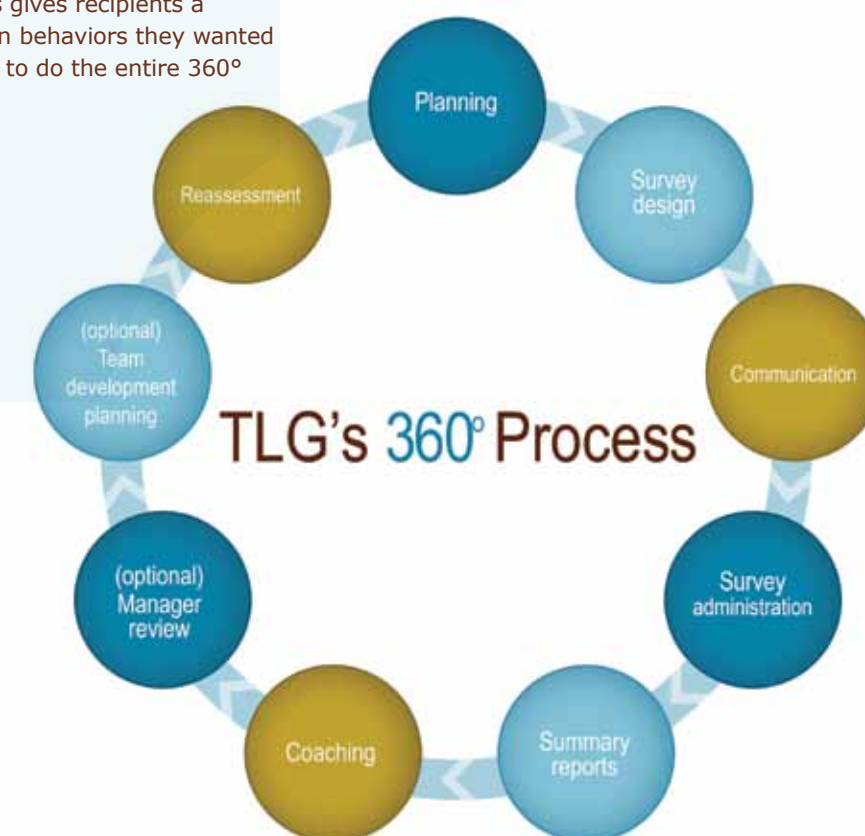 s gives recipients a
n behaviors they wanted
to do the entire 360°
Planning
Survey
design
Communication
Survey
administration
Summary
reports
Coaching
(optional)
Manager
review
(optional)
Team
development
planning
Reassessment
TLG's 360° Process